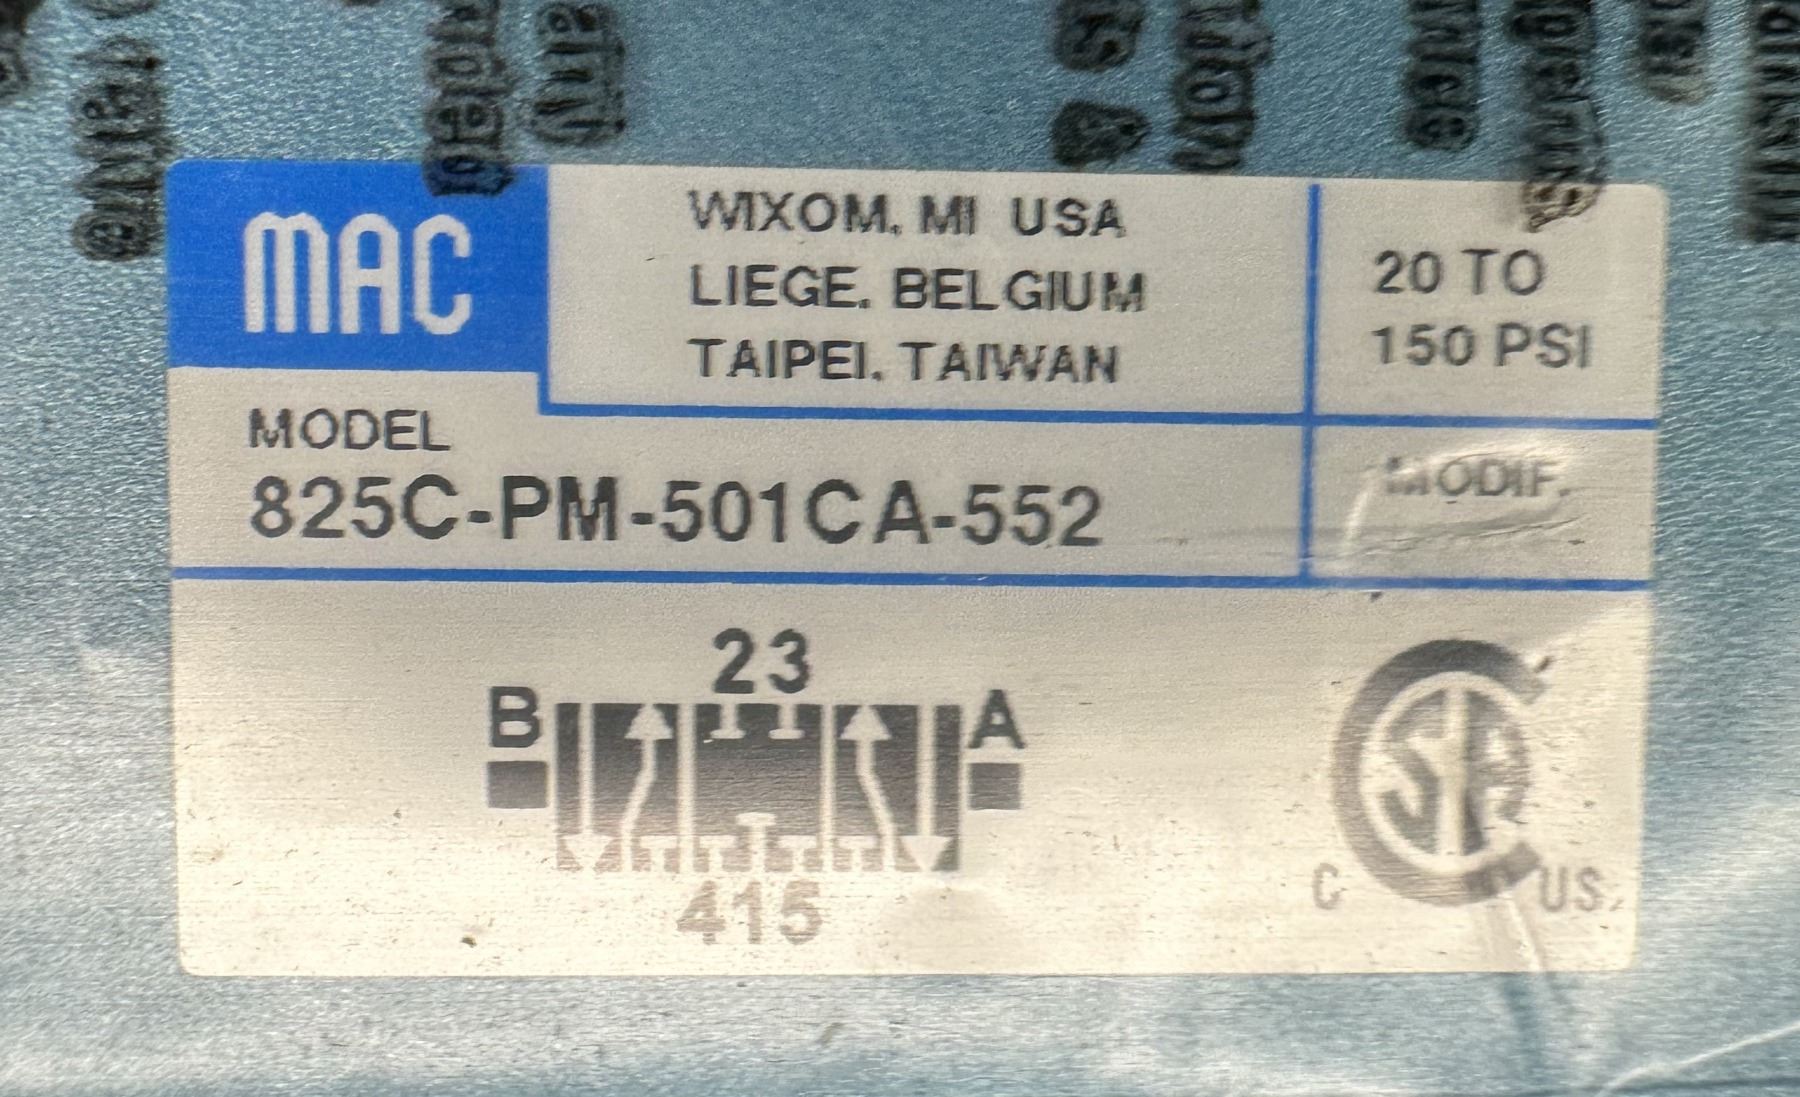 MAC
WIXOM, MI USA
LIEGE, BELGIUM
TAIPEI, TAIWAN
20 TO
150 PSI
MODEL
825C-PM-501CA-552
MODIF.
23
B
A
415
C
SA
US